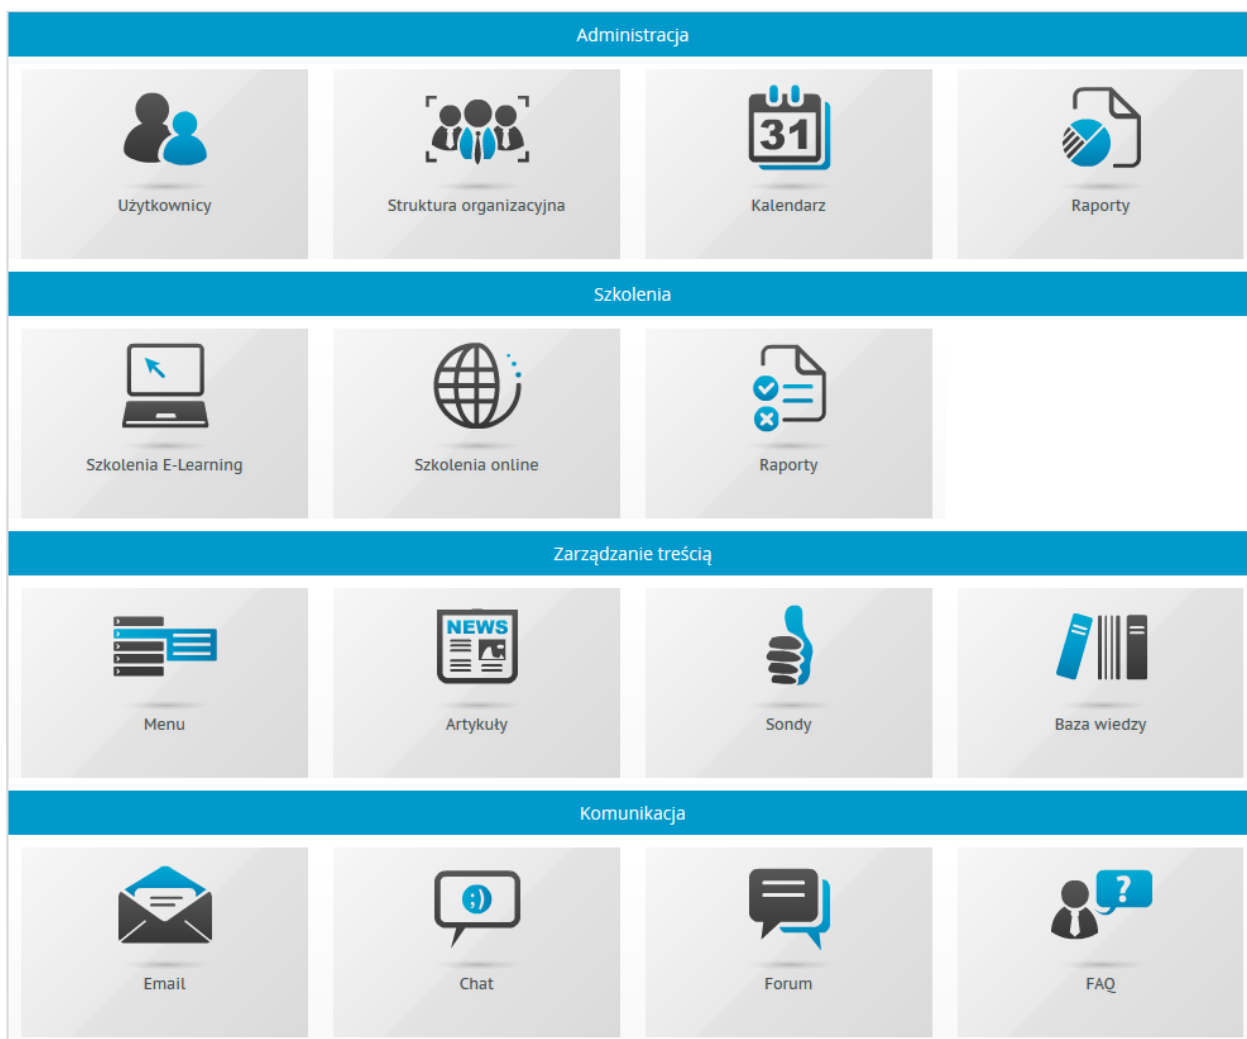 Administracja
31
Użytkownicy
Struktura organizacyjna
Kalendarz
Raporty
Szkolenia
Szkolenia E-Learning
Szkolenia online
Raporty
Zarządzanie treścią
NEWS
Menu
Artykuły
Sondy
Baza wiedzy
Komunikacja
;)
?
Email
Chat
Forum
FAQ